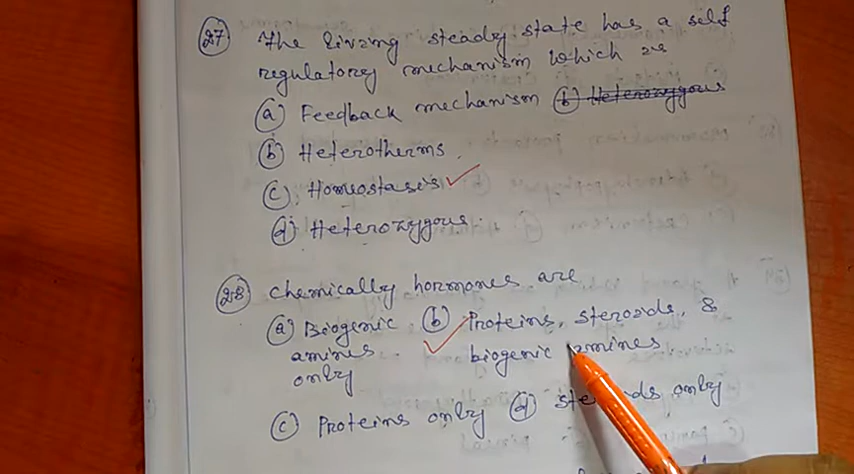 27 The living steady state has a self
regulatory mechanism which is
(a) Feedback mechanism (b) Heterozygous
(b) Heterotherms.
(c) Homeostasis
(d) Heterozygous.
28 Chemically hormones are
(a) Biogenic (b) Proteins, steroids, &
amines biogenic amines
only
(c) Proteins only (d) steroids only